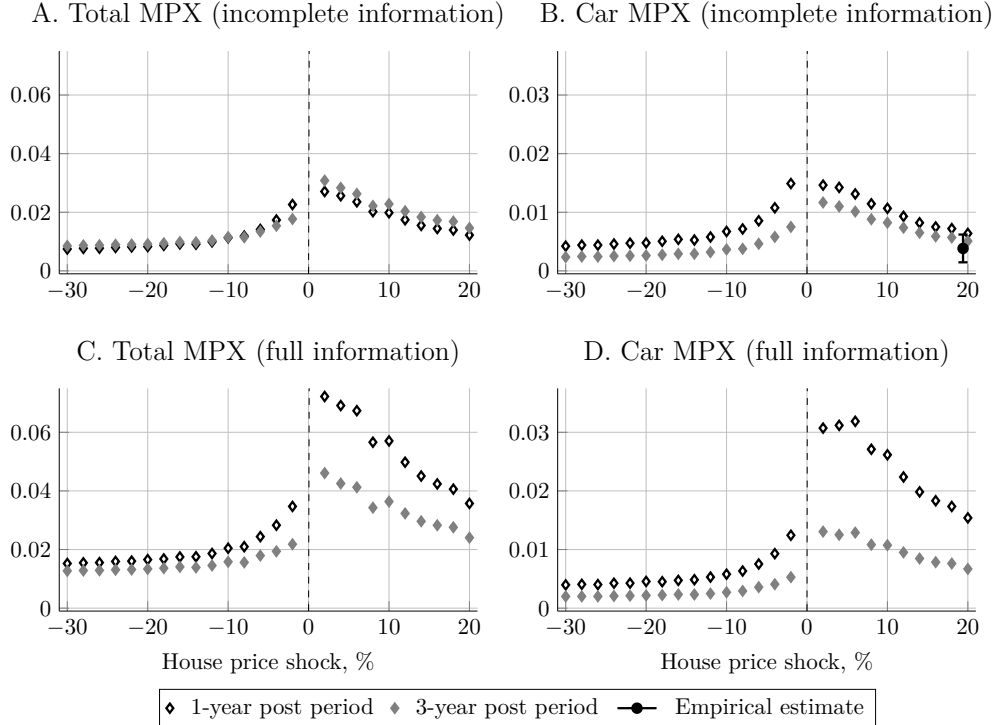 A. Total MPX (incomplete information)
B. Car MPX (incomplete information)
0.06
0.04
0.02
0
−30 −20 −10 0 10 20
0.03
0.02
0.01
0
−30 −20 −10 0 10 20
C. Total MPX (full information)
D. Car MPX (full information)
0.06
0.04
0.02
0
−30 −20 −10 0 10 20
House price shock, %
0.03
0.02
0.01
0
−30 −20 −10 0 10 20
House price shock, %
1-year post period 3-year post period Empirical estimate